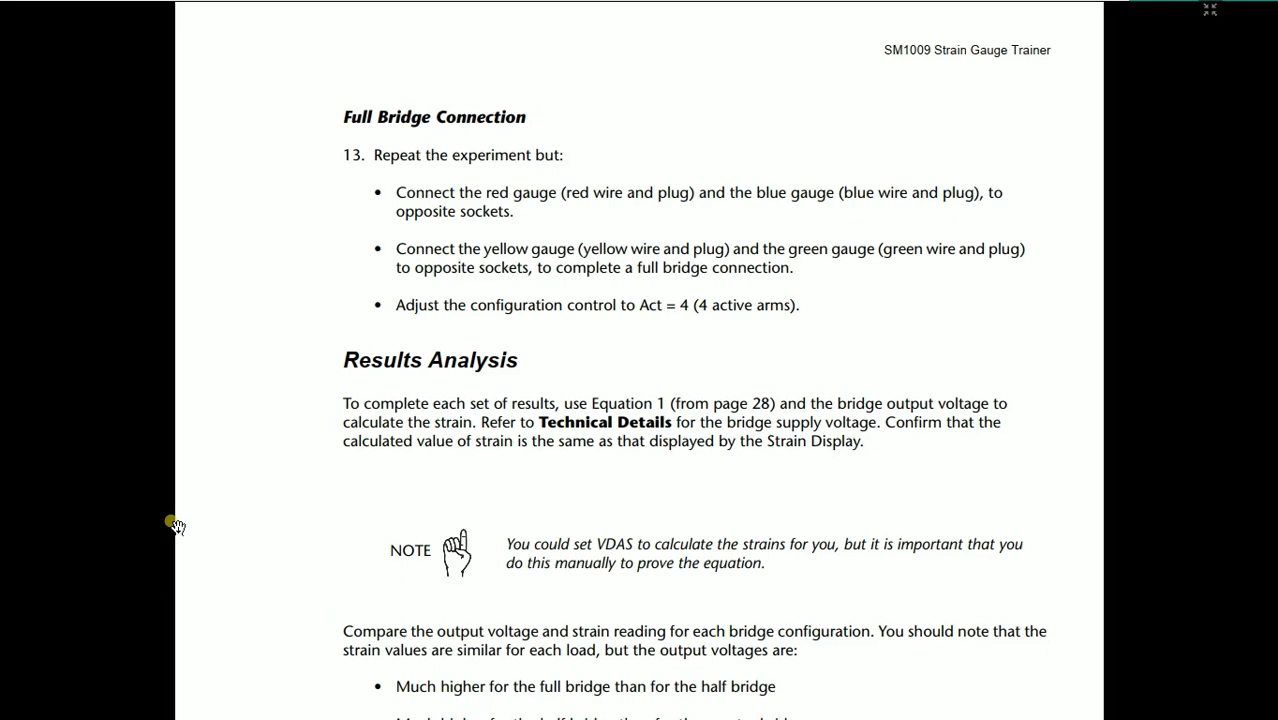 SM1009 Strain Gauge Trainer
Full Bridge Connection
13. Repeat the experiment but:
• Connect the red gauge (red wire and plug) and the blue gauge (blue wire and plug), to
opposite sockets.
• Connect the yellow gauge (yellow wire and plug) and the green gauge (green wire and plug)
to opposite sockets, to complete a full bridge connection.
• Adjust the configuration control to Act = 4 (4 active arms).
Results Analysis
To complete each set of results, use Equation 1 (from page 28) and the bridge output voltage to
calculate the strain. Refer to Technical Details for the bridge supply voltage. Confirm that the
calculated value of strain is the same as that displayed by the Strain Display.
NOTE
You could set VDAS to calculate the strains for you, but it is important that you
do this manually to prove the equation.
Compare the output voltage and strain reading for each bridge configuration. You should note that the
strain values are similar for each load, but the output voltages are:
• Much higher for the full bridge than for the half bridge